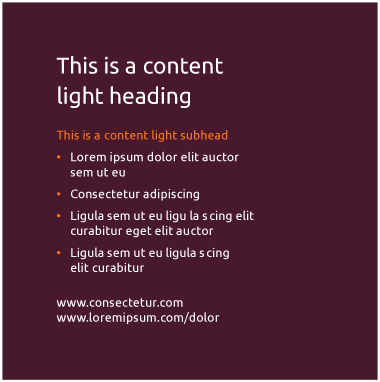 This is a content
light heading
This is a content light subhead
• Lorem ipsum dolor elit auctor
sem ut eu
• Consectetur adipiscing
• Ligula sem ut eu ligu la s cing elit
curabitur eget elit auctor
• Ligula sem ut eu ligula s cing
elit curabitur
www.consectetur.com
www.loremipsum.com/dolor